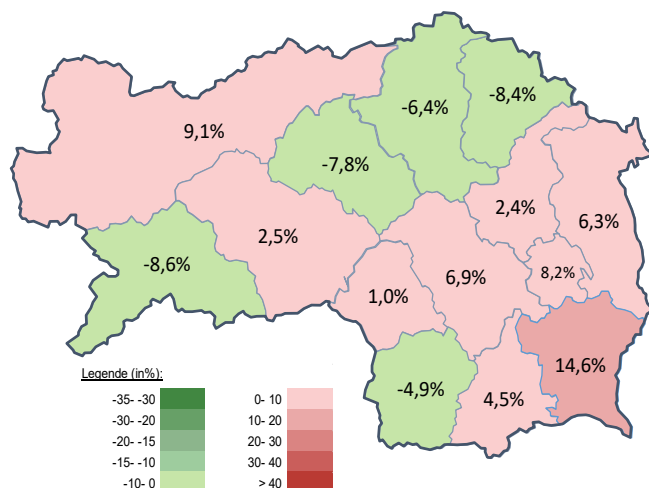 -6,4%
-8,4%
9,1%
-7,8%
2,4%
6,3%
2,5%
-8,6%
6,9%
8,2%
1,0%
14,6%
-4,9%
4,5%
Legende (in%):
-35- -30 0- 10
-30- -20 10- 20
-20- -15 20- 30
-15- -10 30- 40
-10- 0 > 40